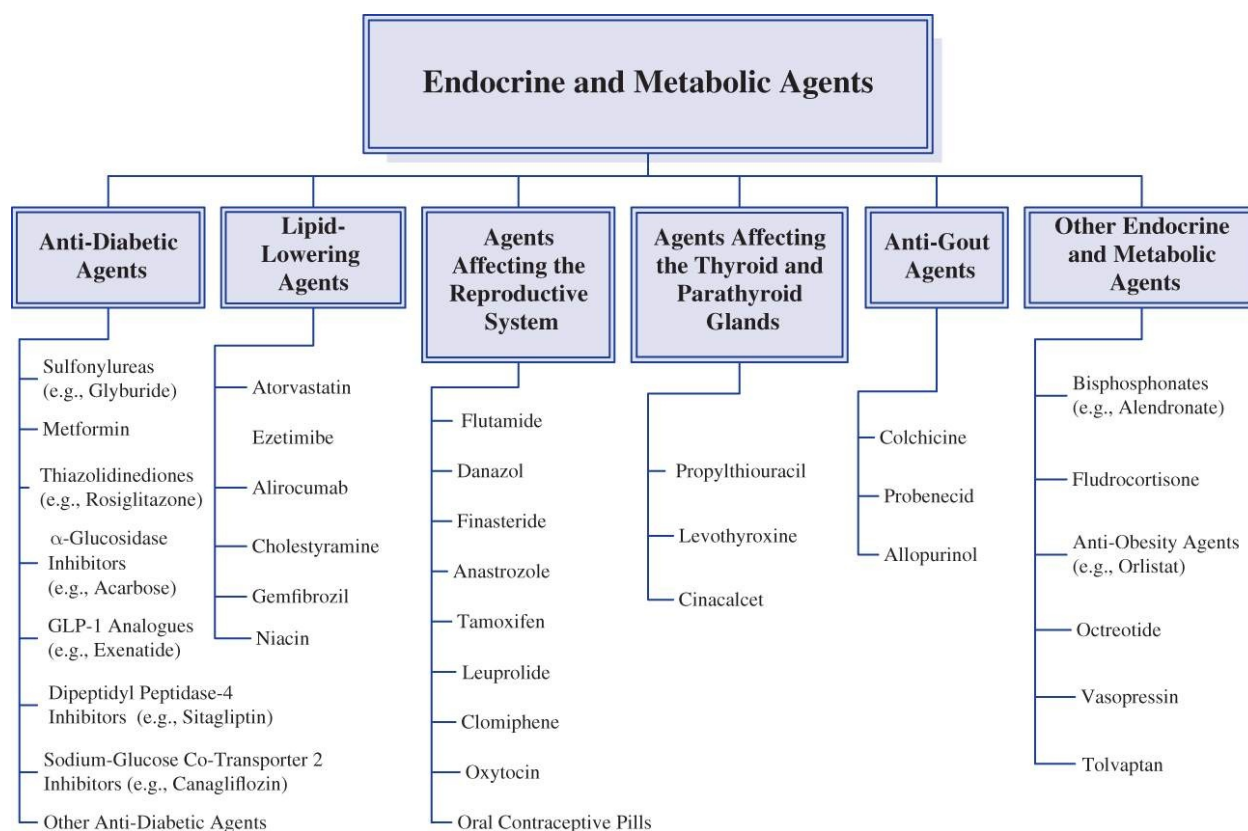 Endocrine and Metabolic Agents
Anti-Diabetic
Agents
Sulfonylureas
(e.g., Glyburide)
Metformin
Thiazolidinediones
(e.g., Rosiglitazone)
α-Glucosidase
Inhibitors
(e.g., Acarbose)
GLP-1 Analogues
(e.g., Exenatide)
Dipeptidyl Peptidase-4
Inhibitors (e.g., Sitagliptin)
Sodium-Glucose Co-Transporter 2
Inhibitors (e.g., Canagliflozin)
Other Anti-Diabetic Agents
Lipid-
Lowering
Agents
Atorvastatin
Ezetimibe
Alirocumab
Cholestyramine
Gemfibrozil
Niacin
Agents
Affecting the
Reproductive
System
Flutamide
Danazol
Finasteride
Anastrozole
Tamoxifen
Leuprolide
Clomiphene
Oxytocin
Oral Contraceptive Pills
Agents Affecting
the Thyroid and
Parathyroid
Glands
Propylthiouracil
Levothyroxine
Cinacalcet
Anti-Gout
Agents
Colchicine
Probenecid
Allopurinol
Other Endocrine
and Metabolic
Agents
Bisphosphonates
(e.g., Alendronate)
Fludrocortisone
Anti-Obesity Agents
(e.g., Orlistat)
Octreotide
Vasopressin
Tolvaptan